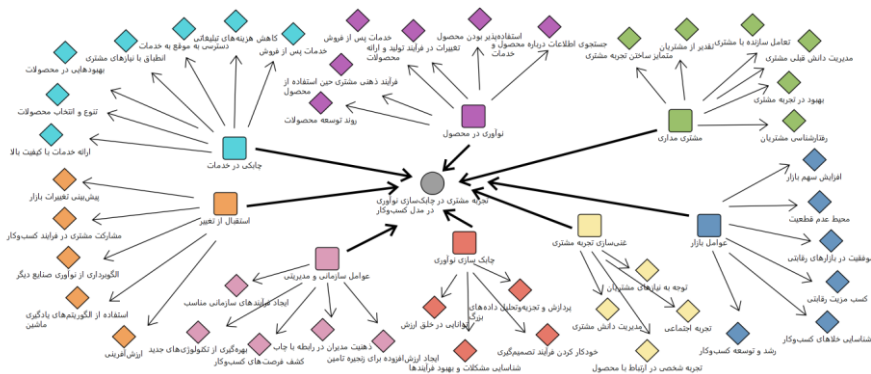 کاهش هزینه‌های تبلیغاتی
دسترسی به موقع به خدمات
خدمات پس از فروش
انطباق با نیازهای مشتری
بهبودهایی در محصولات
تنوع و انتخاب محصولات
ارائه خدمات با کیفیت بالا
چابکی در خدمات
استفاده‌پذیر بودن محصول
خدمات پس از فروش
تغییرات در فرآیند تولید و ارائه
محصولات
جستجوی اطلاعات درباره محصول و
خدمات
فرآیند ذهنی مشتری حین استفاده از
محصول
روند توسعه محصولات
نوآوری در محصول
تعامل سازنده با مشتری
تقدیر از مشتریان
متمایز ساختن تجربه مشتری
مدیریت دانش قبلی مشتری
بهبود در تجربه مشتری
رفتارشناسی مشتریان
مشتری مداری
تجربه مشتری در چابک‌سازی نوآوری
در مدل کسب‌وکار
پیش‌بینی تغییرات بازار
مشارکت مشتری در فرایند کسب‌وکار
الگوبرداری از نوآوری صنایع دیگر
استفاده از الگوریتم‌های یادگیری
ماشین
ارزش‌آفرینی
استقبال از تغییر
عوامل سازمانی و مدیریتی
ایجاد فرآیندهای سازمانی مناسب
بهره‌گیری از تکنولوژی‌های جدید
کشف فرصت‌های کسب‌وکار
ذهنیت مدیران در رابطه با چاب
ایجاد ارزش‌افزوده برای زنجیره تامین
چابک سازی نوآوری
توانایی در خلق ارزش
پردازش و تجزیه‌وتحلیل داده‌های
بزرگ
شناسایی مشکلات و بهبود فرآیندها
خودکار کردن فرآیند تصمیم‌گیری
غنی‌سازی تجربه مشتری
توجه به نیازهای مشتریان
مدیریت دانش مشتری
تجربه اجتماعی
تجربه شخصی در ارتباط با محصول
عوامل بازار
افزایش سهم بازار
محیط عدم قطعیت
موفقیت در بازارهای رقابتی
کسب مزیت رقابتی
شناسایی خلاهای کسب‌وکار
رشد و توسعه کسب‌وکار